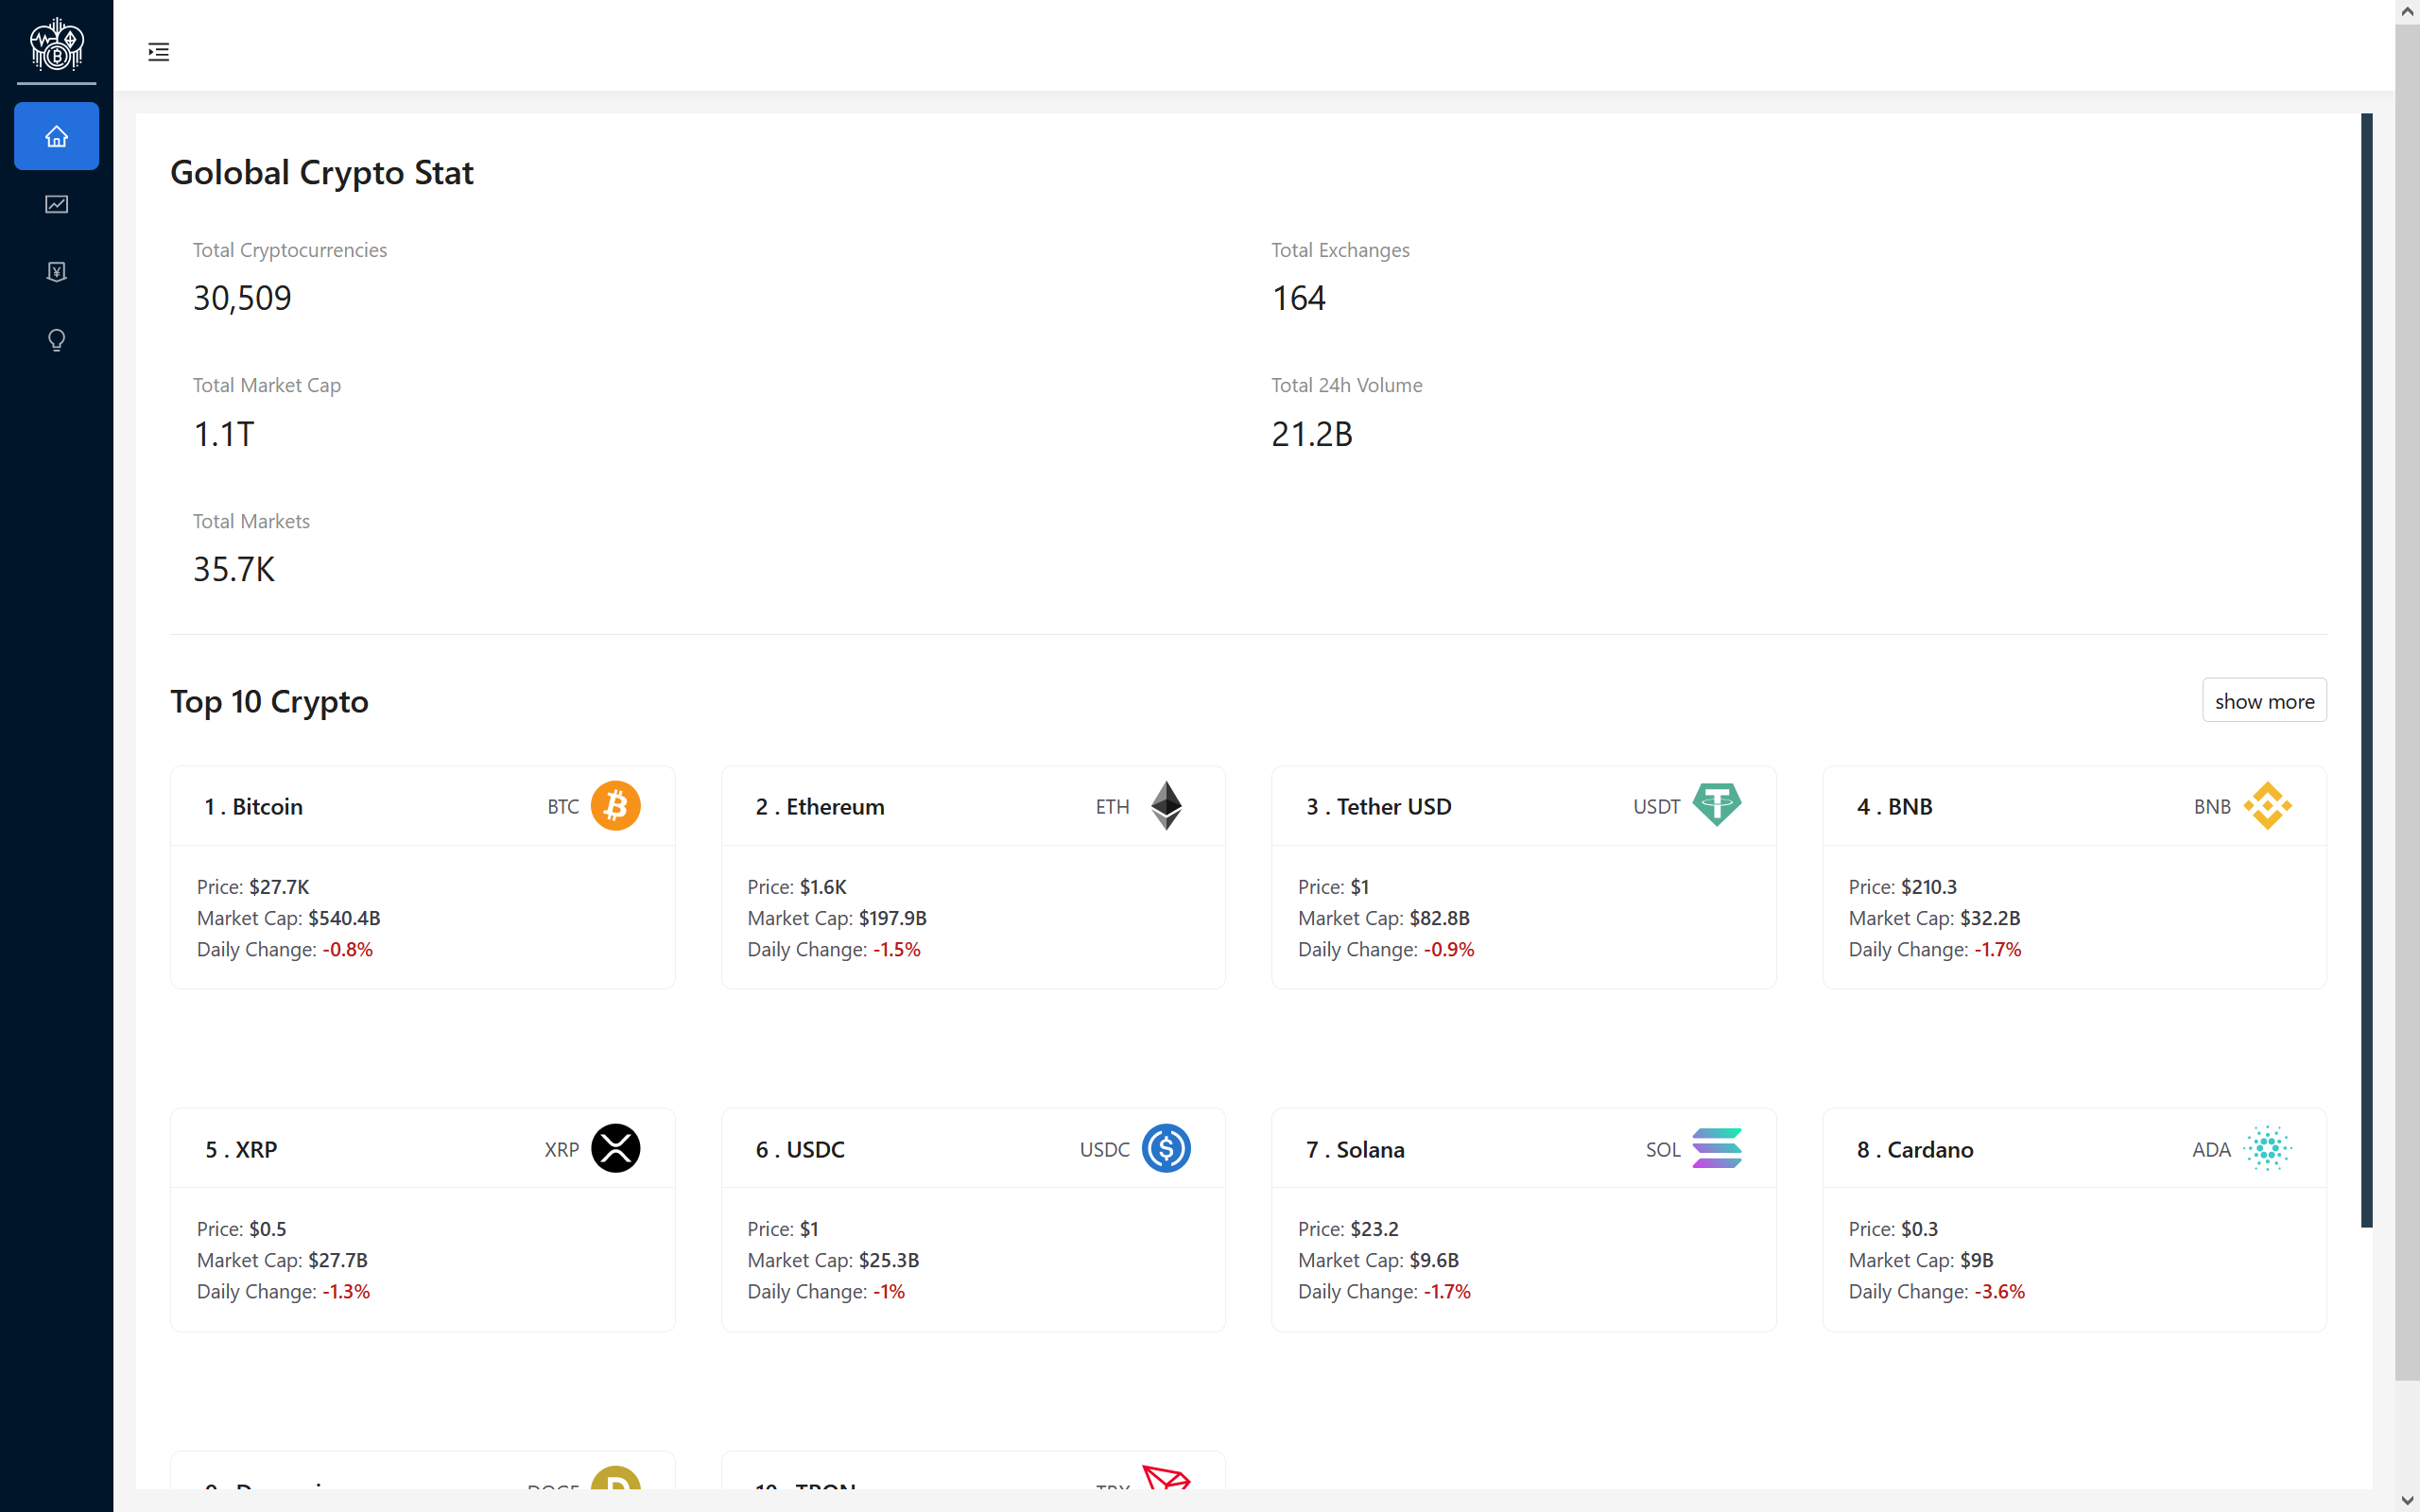 Golobal Crypto Stat
Total Cryptocurrencies
30,509
Total Exchanges
164
Total Market Cap
1.1T
Total 24h Volume
21.2B
Total Markets
35.7K
Top 10 Crypto
show more
1 . Bitcoin BTC
Price: $27.7K
Market Cap: $540.4B
Daily Change: -0.8%
2 . Ethereum ETH
Price: $1.6K
Market Cap: $197.9B
Daily Change: -1.5%
3 . Tether USD USDT
Price: $1
Market Cap: $82.8B
Daily Change: -0.9%
4 . BNB BNB
Price: $210.3
Market Cap: $32.2B
Daily Change: -1.7%
5 . XRP XRP
Price: $0.5
Market Cap: $27.7B
Daily Change: -1.3%
6 . USDC USDC
Price: $1
Market Cap: $25.3B
Daily Change: -1%
7 . Solana SOL
Price: $23.2
Market Cap: $9.6B
Daily Change: -1.7%
8 . Cardano ADA
Price: $0.3
Market Cap: $9B
Daily Change: -3.6%
DOGE
10 . TRON TRX